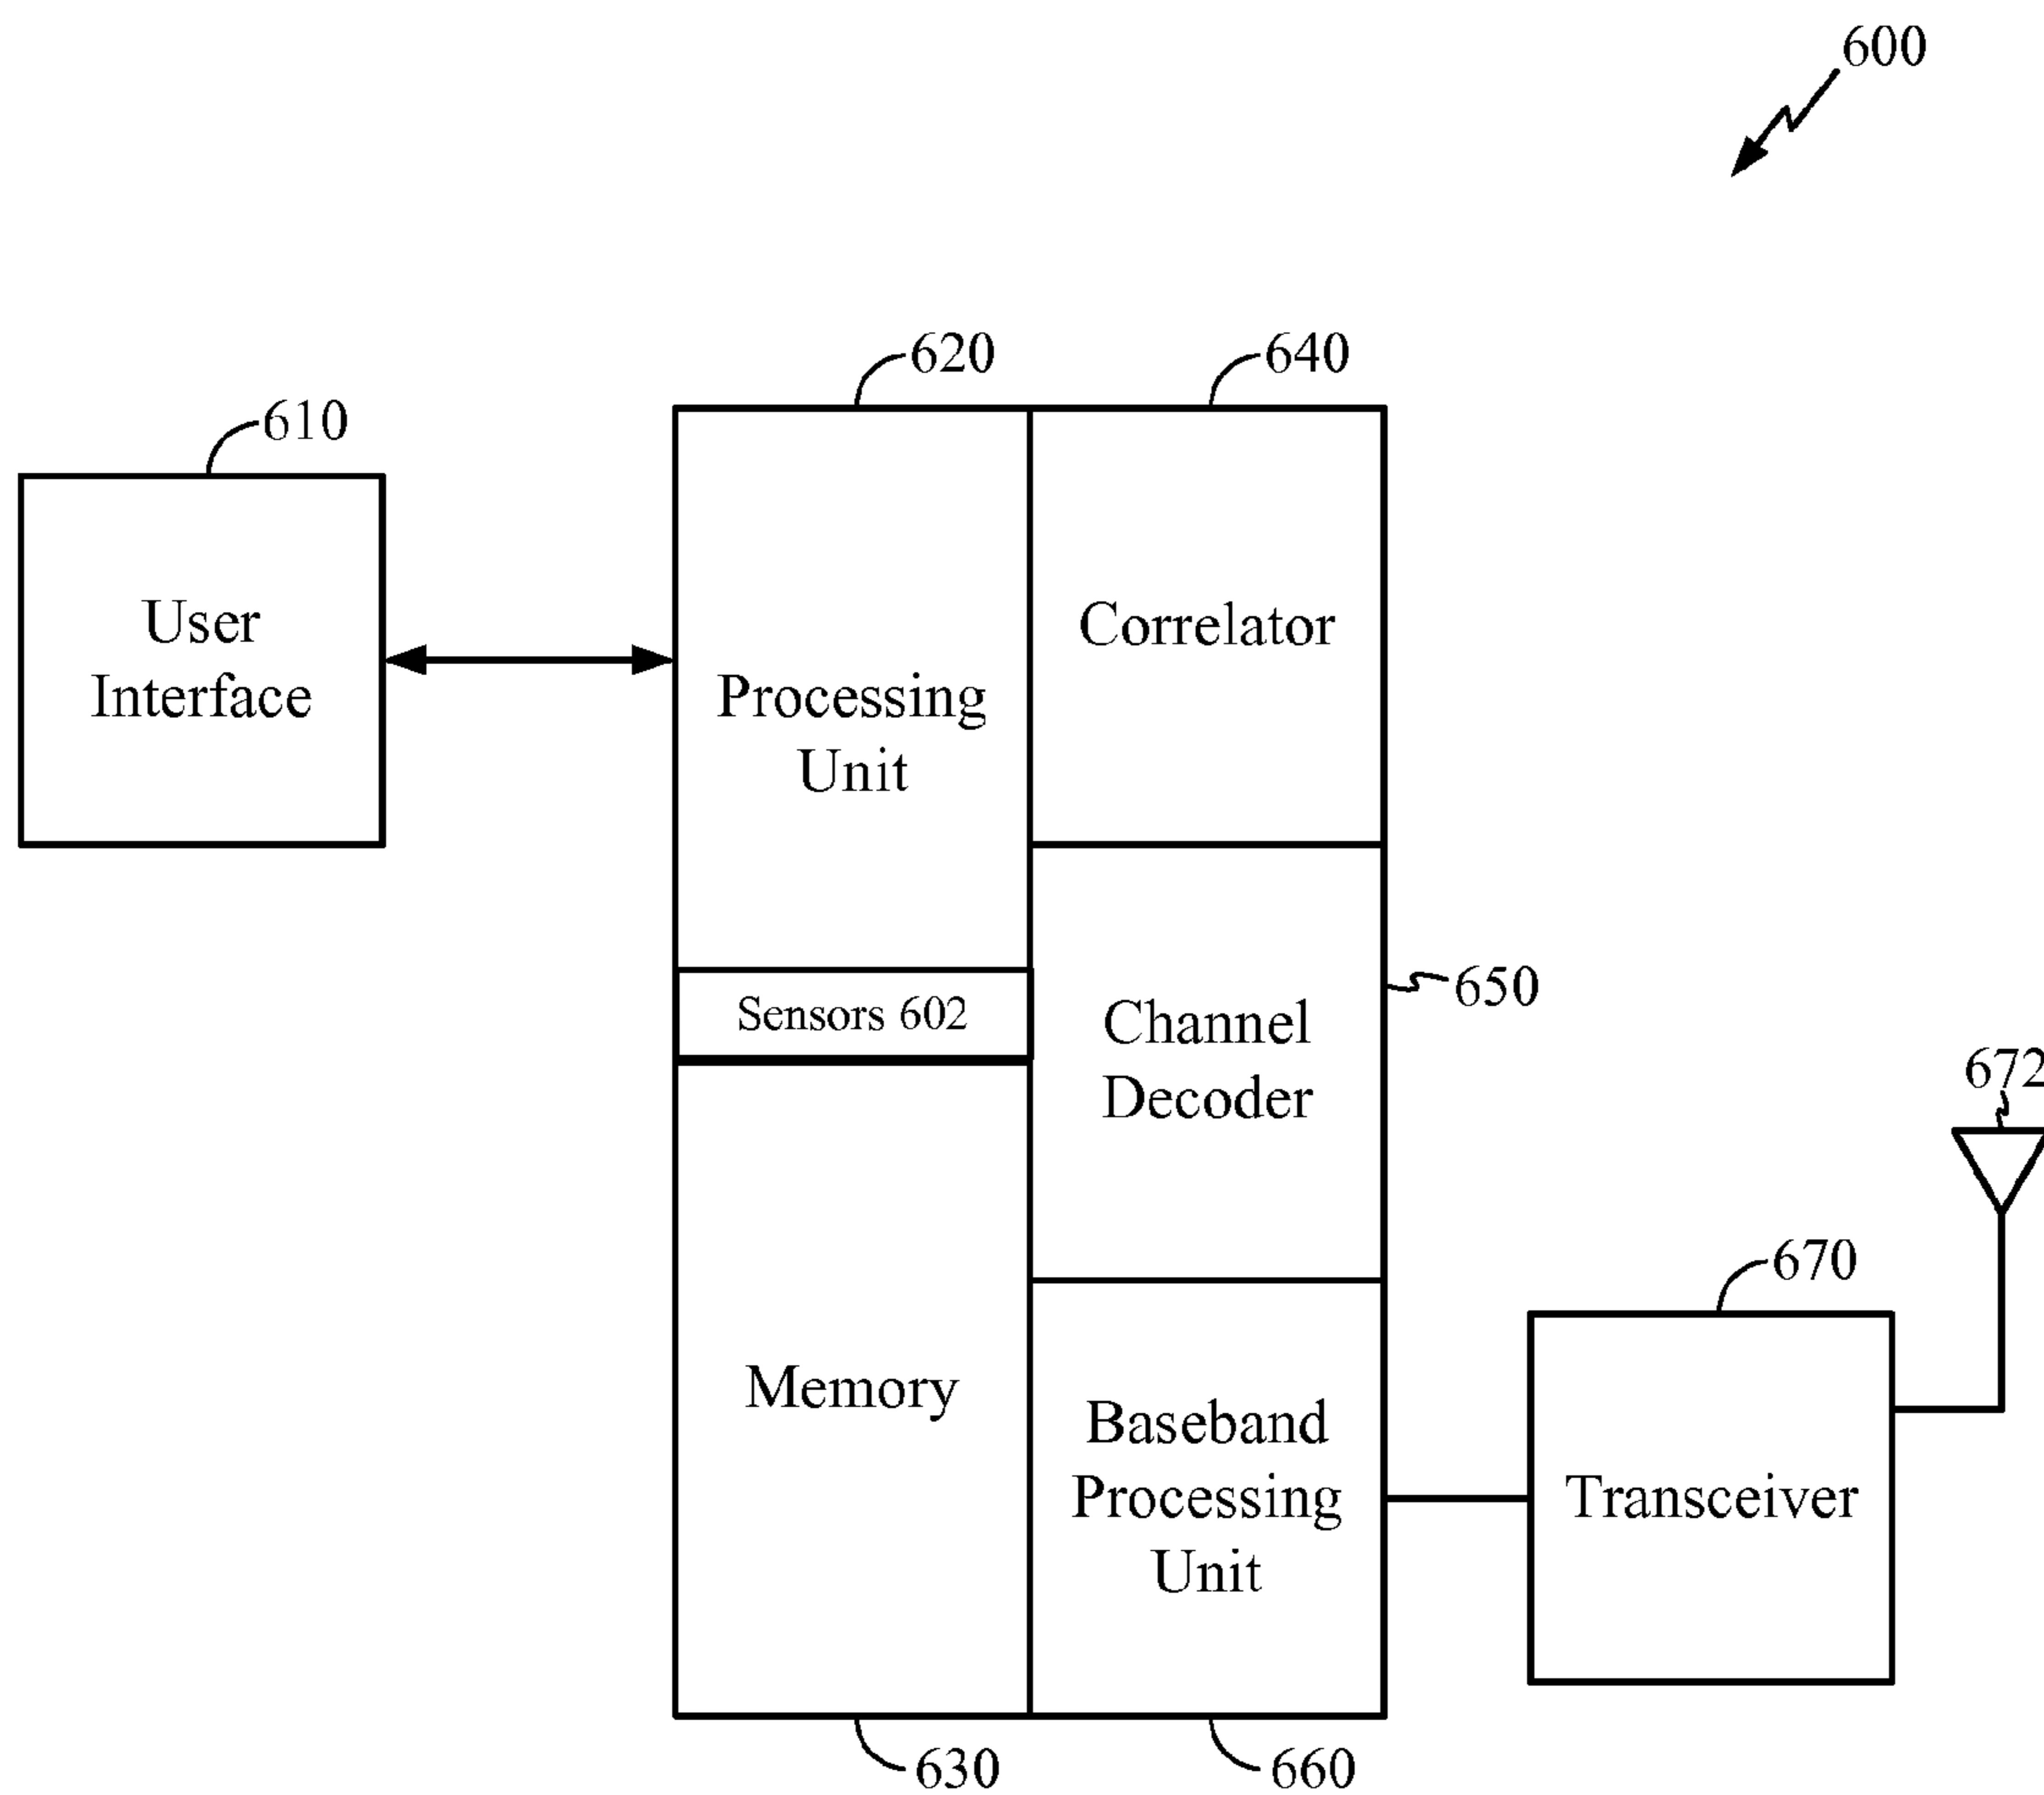 600
620
640
610
User
Interface
Processing
Unit
Correlator
Sensors 602
Channel
Decoder
650
672
670
Memory
Baseband
Processing
Unit
Transceiver
630
660